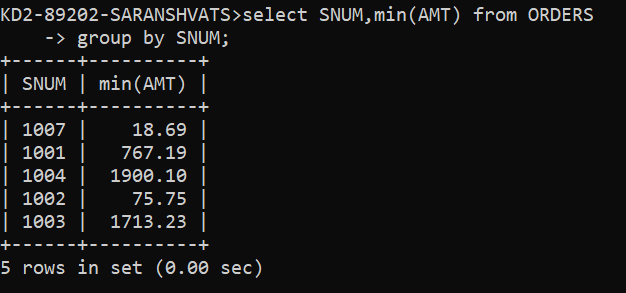 KD2-89202-SARANSHVATS>select SNUM,min(AMT) from ORDERS
    -> group by SNUM;
+------+----------+
| SNUM | min(AMT) |
+------+----------+
| 1007 |    18.69 |
| 1001 |   767.19 |
| 1004 |  1900.10 |
| 1002 |    75.75 |
| 1003 |  1713.23 |
+------+----------+
5 rows in set (0.00 sec)